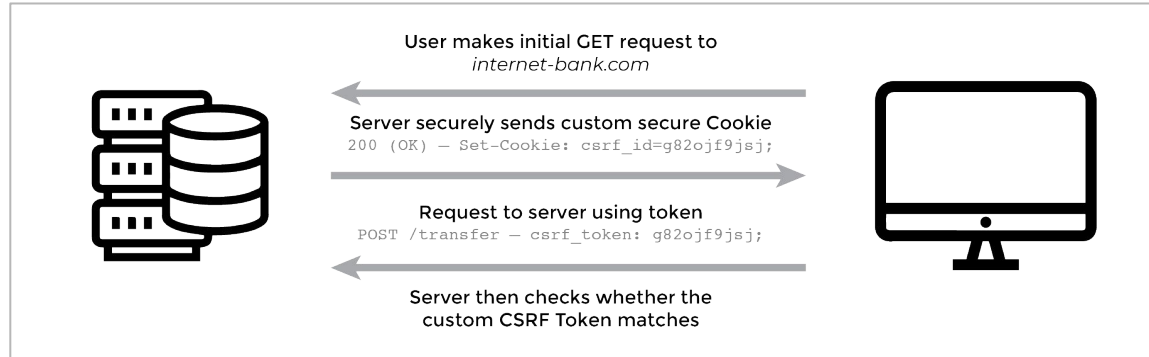 User makes initial GET request to
internet-bank.com
Server securely sends custom secure Cookie
200 (OK) — Set-Cookie: csrf_id=g82ojf9jsj;
Request to server using token
POST /transfer — csrf_token: g82ojf9jsj;
Server then checks whether the
custom CSRF Token matches